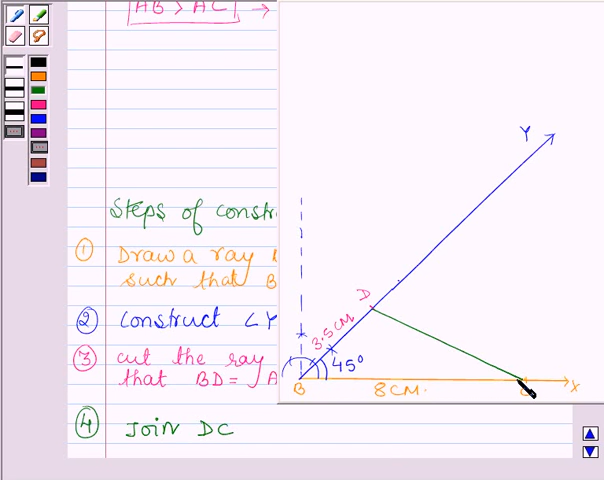 AB > AC →
Steps of constr
① Draw a ray
such that B
② construct ∠Y
③ cut the ray
that BD = A
④ Join DC
Y
D
3.5CM
45°
B
8CM.
X